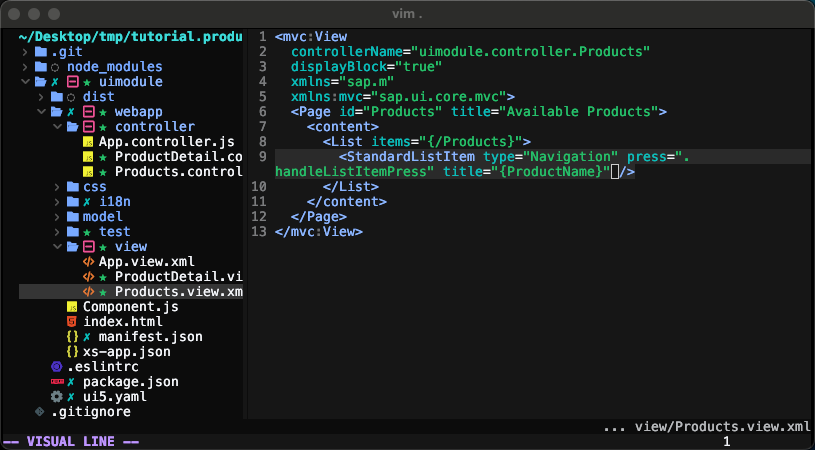 vim .
~/Desktop/tmp/tutorial.produ
.git
node_modules
uimodule
dist
webapp
controller
App.controller.js
ProductDetail.co
Products.control
css
i18n
model
test
view
App.view.xml
ProductDetail.vi
Products.view.xm
Component.js
index.html
manifest.json
xs-app.json
.eslintrc
package.json
ui5.yaml
.gitignore
1 <mvc:View
2 controllerName="uimodule.controller.Products"
3 displayBlock="true"
4 xmlns="sap.m"
5 xmlns:mvc="sap.ui.core.mvc">
6 <Page id="Products" title="Available Products">
7 <content>
8 <List items="{/Products}">
9 <StandardListItem type="Navigation" press=".
handleListItemPress" title="{ProductName}"/>
10 </List>
11 </content>
12 </Page>
13 </mvc:View>
... view/Products.view.xml
-- VISUAL LINE -- 1